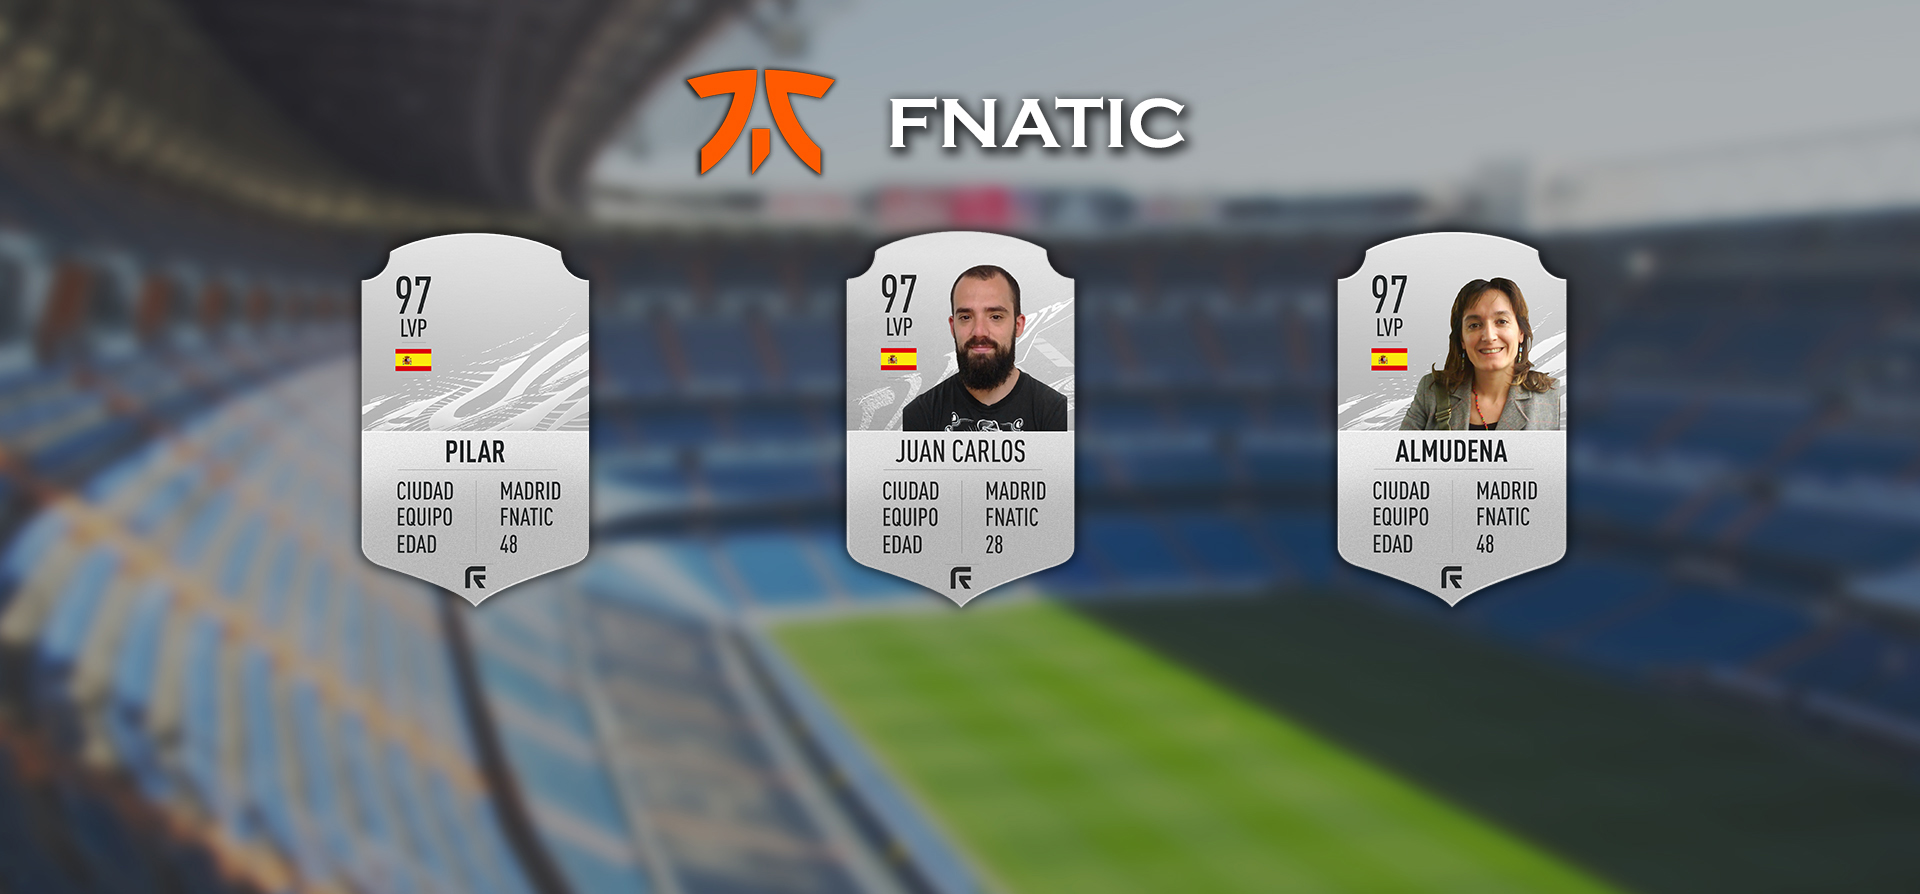 FNATIC
97
LVP
PILAR
CIUDAD MADRID
EQUIPO FNATIC
EDAD 48
97
LVP
JUAN CARLOS
CIUDAD MADRID
EQUIPO FNATIC
EDAD 28
97
LVP
ALMUDENA
CIUDAD MADRID
EQUIPO FNATIC
EDAD 48